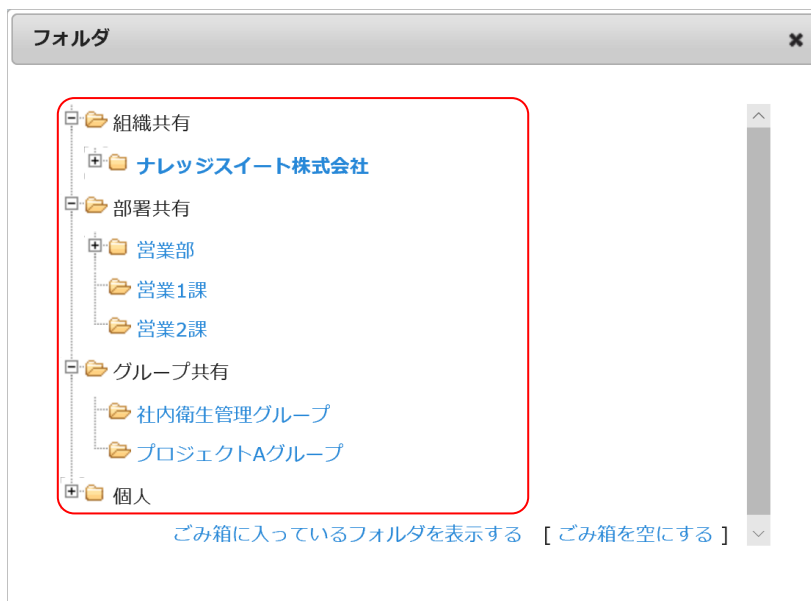 フォルダ
組織共有
ナレッジスイート株式会社
部署共有
営業部
営業1課
営業2課
グループ共有
社内衛生管理グループ
プロジェクトAグループ
個人
ごみ箱に入っているフォルダを表示する [ ごみ箱を空にする ]